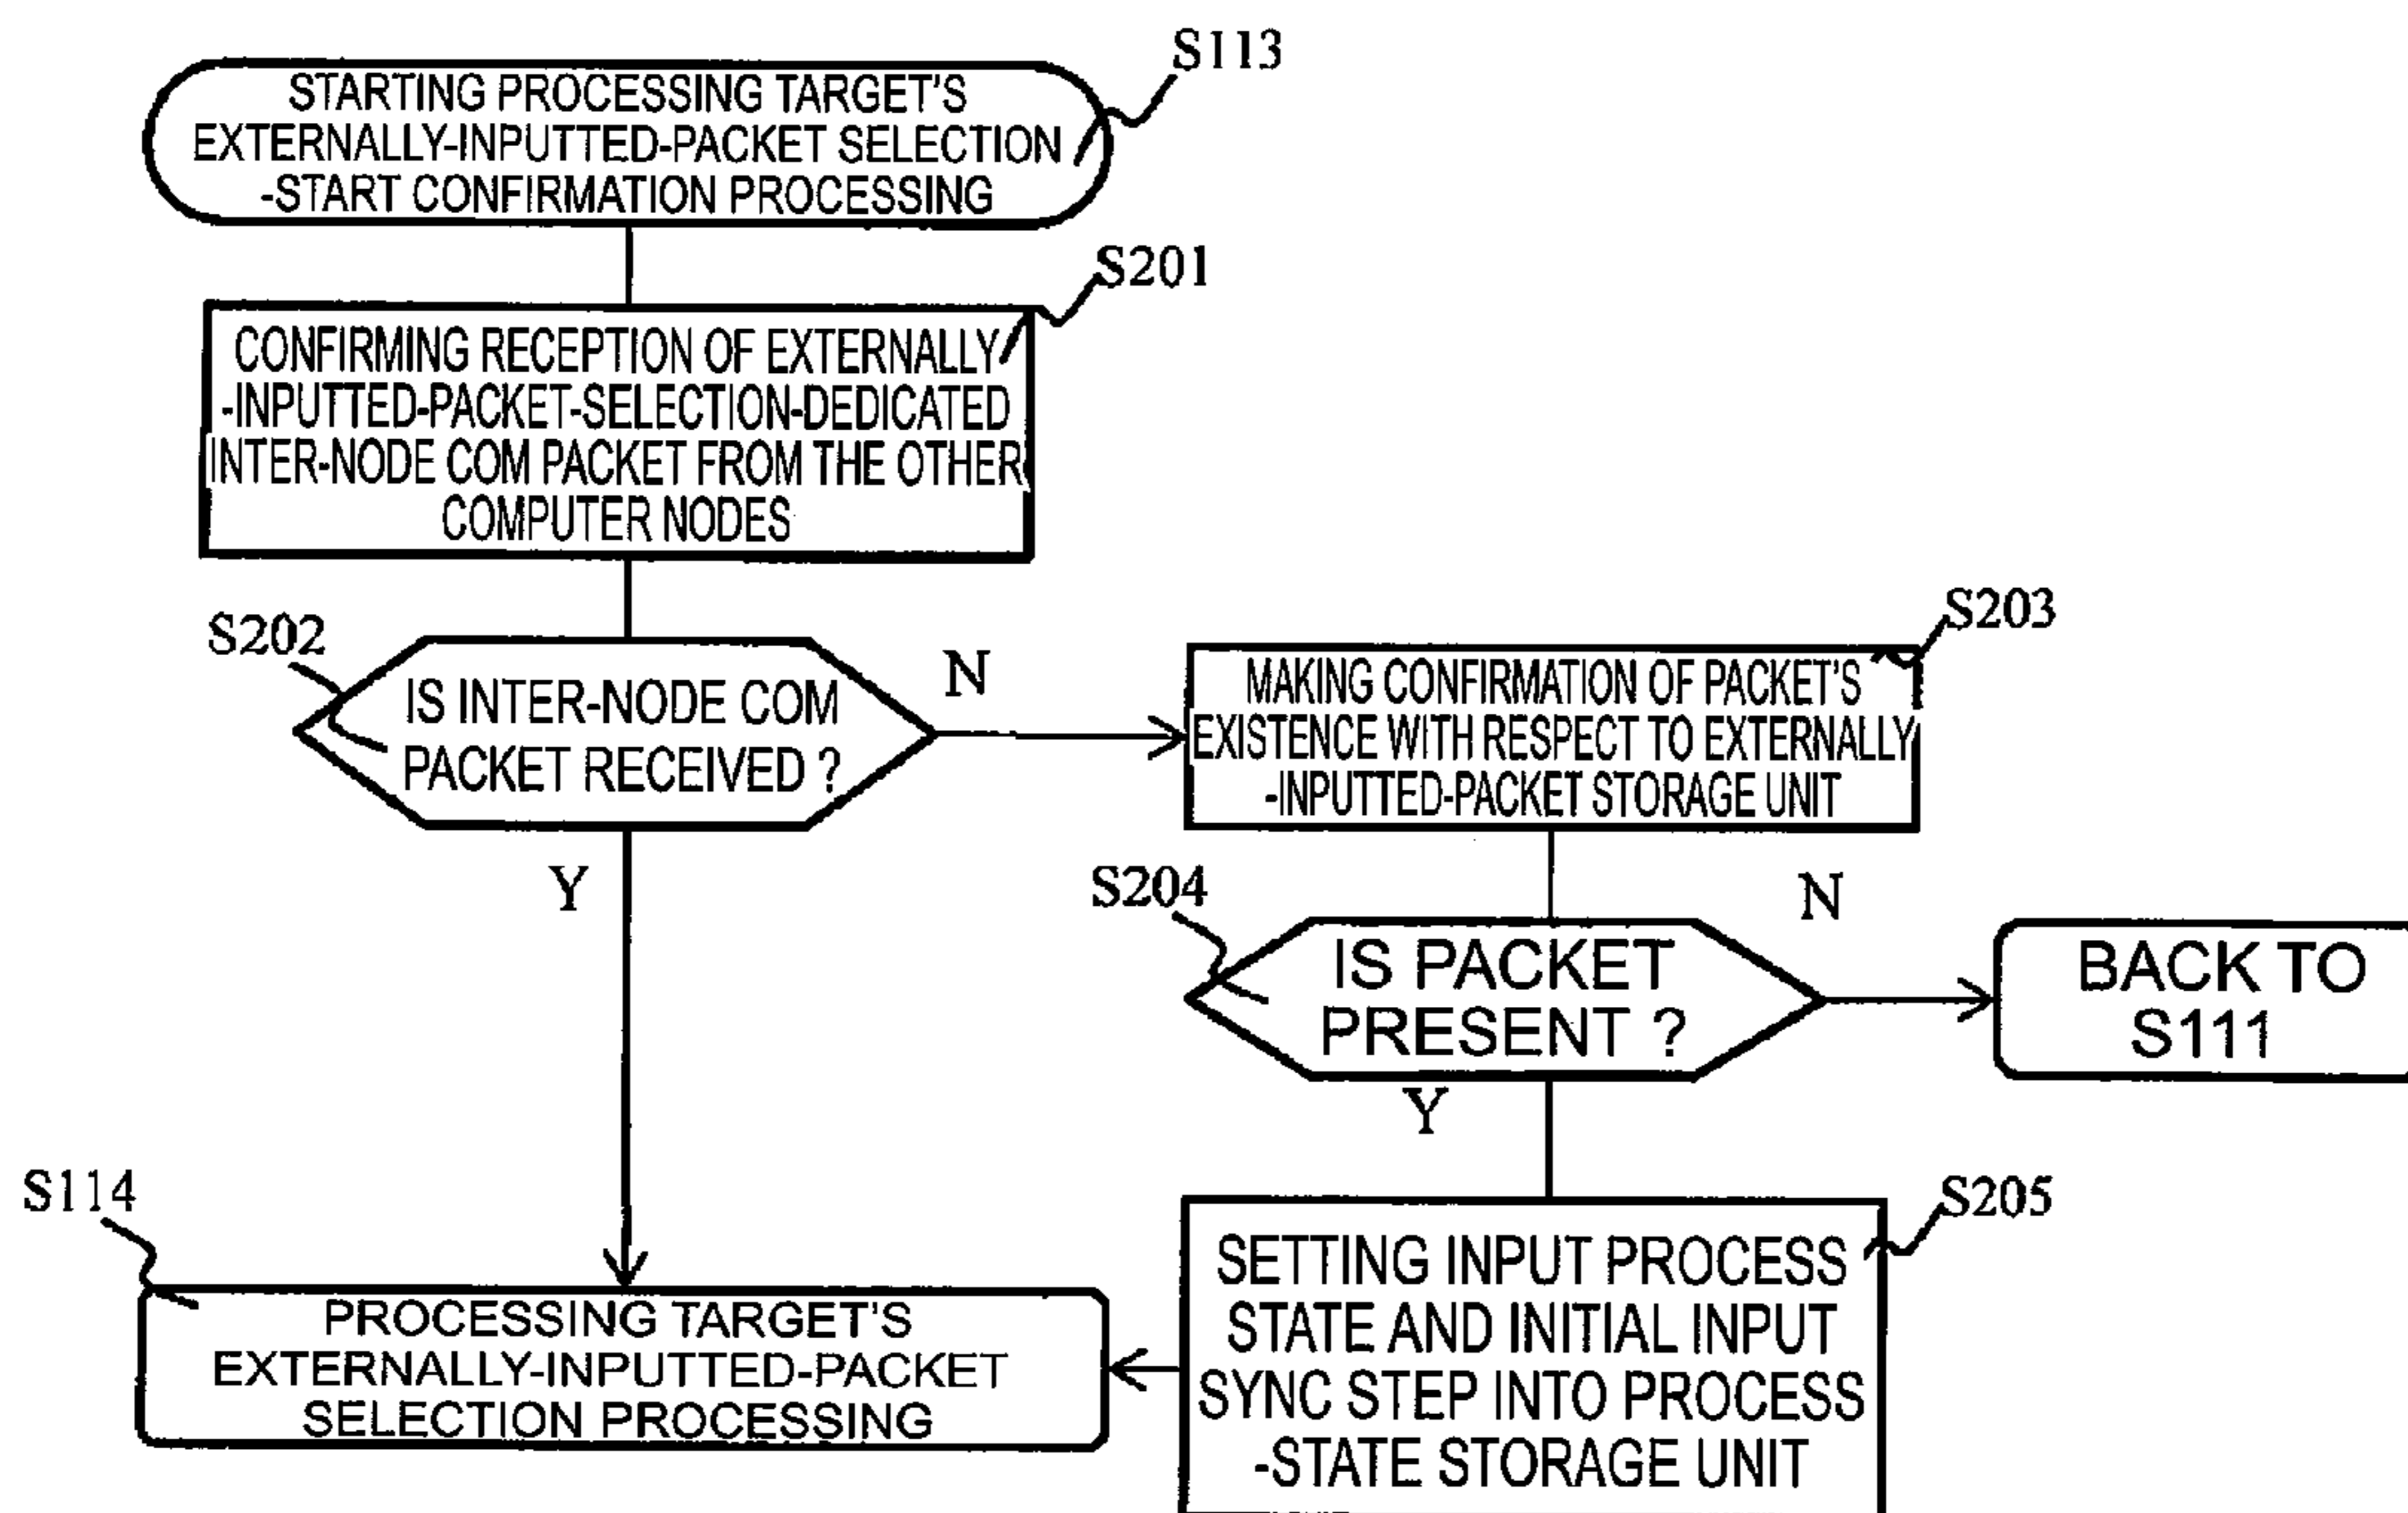 S113
STARTING PROCESSING TARGET'S
EXTERNALLY-INPUTTED-PACKET SELECTION
-START CONFIRMATION PROCESSING
S201
CONFIRMING RECEPTION OF EXTERNALLY
-INPUTTED-PACKET-SELECTION-DEDICATED
INTER-NODE COM PACKET FROM THE OTHER
COMPUTER NODES
S202
IS INTER-NODE COM
PACKET RECEIVED ?
N
Y
S203
MAKING CONFIRMATION OF PACKET'S
EXISTENCE WITH RESPECT TO EXTERNALLY
-INPUTTED-PACKET STORAGE UNIT
S204
IS PACKET
PRESENT ?
N
Y
BACK TO
S111
S205
SETTING INPUT PROCESS
STATE AND INITIAL INPUT
SYNC STEP INTO PROCESS
-STATE STORAGE UNIT
S114
PROCESSING TARGET'S
EXTERNALLY-INPUTTED-PACKET
SELECTION PROCESSING